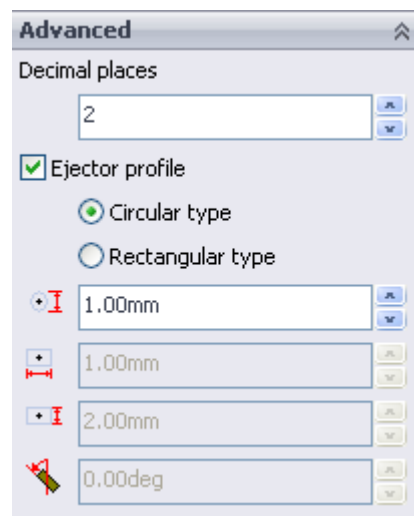 Advanced
Decimal places
2
Ejector profile
Circular type
Rectangular type
1.00mm
1.00mm
2.00mm
0.00deg